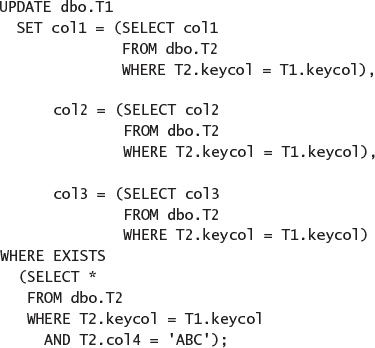 UPDATE dbo.T1
SET col1 = (SELECT col1
FROM dbo.T2
WHERE T2.keycol = T1.keycol),
col2 = (SELECT col2
FROM dbo.T2
WHERE T2.keycol = T1.keycol),
col3 = (SELECT col3
FROM dbo.T2
WHERE T2.keycol = T1.keycol)
WHERE EXISTS
(SELECT *
FROM dbo.T2
WHERE T2.keycol = T1.keycol
AND T2.col4 = 'ABC');